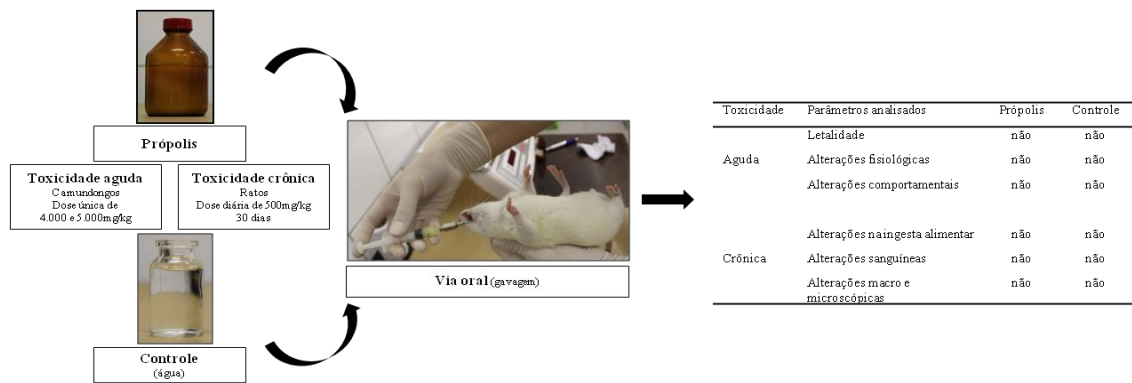 Própolis
Toxicidade aguda
Camundongos
Dose única de
4.000 e 5.000mg/kg
Toxicidade crônica
Ratos
Dose diária de 500mg/kg
30 dias
Controle
(água)
Via oral (gavagem)
Toxicidade Parâmetros analisados Própolis Controle
Letalidade não não
Aguda Alterações fisiológicas não não
Alterações comportamentais não não
Alterações na ingesta alimentar não não
Crônica Alterações sanguíneas não não
Alterações macro e não não
microscópicas